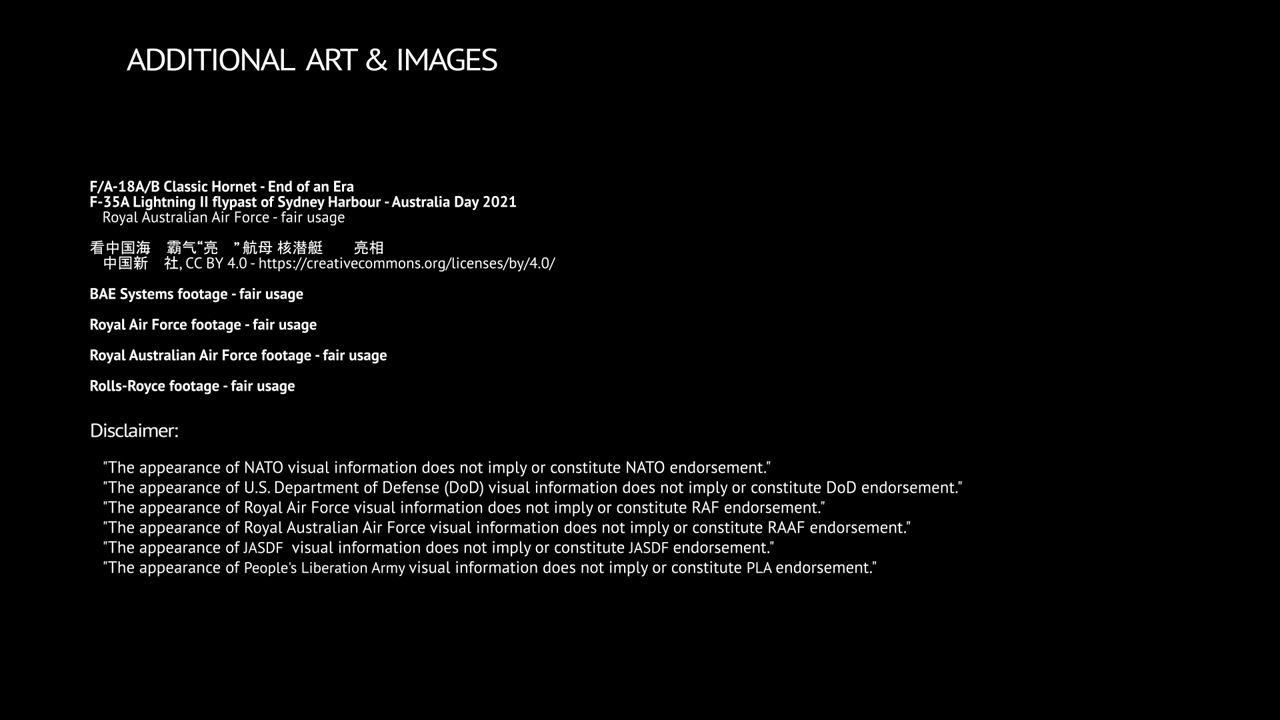 ADDITIONAL ART & IMAGES
F/A-18A/B Classic Hornet - End of an Era
F-35A Lightning II flypast of Sydney Harbour - Australia Day 2021
Royal Australian Air Force - fair usage
看中国海 霸气“亮 ” 航母 核潜艇 亮相
中国新 社, CC BY 4.0 - https://creativecommons.org/licenses/by/4.0/
BAE Systems footage - fair usage
Royal Air Force footage - fair usage
Royal Australian Air Force footage - fair usage
Rolls-Royce footage - fair usage
Disclaimer:
"The appearance of NATO visual information does not imply or constitute NATO endorsement."
"The appearance of U.S. Department of Defense (DoD) visual information does not imply or constitute DoD endorsement."
"The appearance of Royal Air Force visual information does not imply or constitute RAF endorsement."
"The appearance of Royal Australian Air Force visual information does not imply or constitute RAAF endorsement."
"The appearance of JASDF visual information does not imply or constitute JASDF endorsement."
"The appearance of People's Liberation Army visual information does not imply or constitute PLA endorsement."